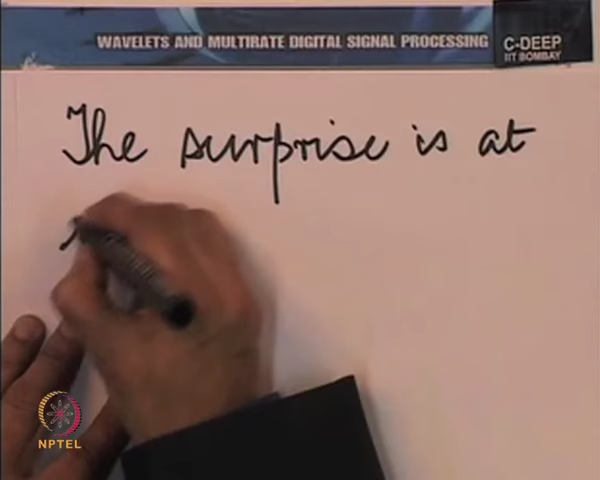 WAVELETS AND MULTIRATE DIGITAL SIGNAL PROCESSING
C-DEEP
IIT BOMBAY
The surprise is at
NPTEL